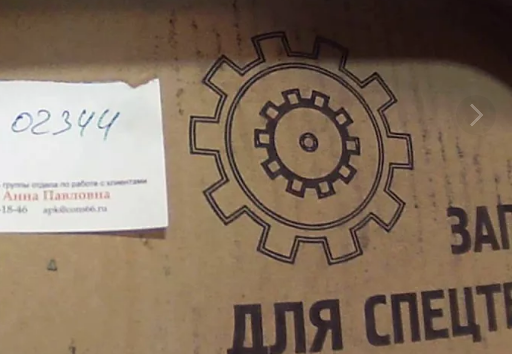 02344
группы отдела по работе с клиентами
Анна Павловна
-18-46
ЗАП
ДЛЯ СПЕЦТЕ